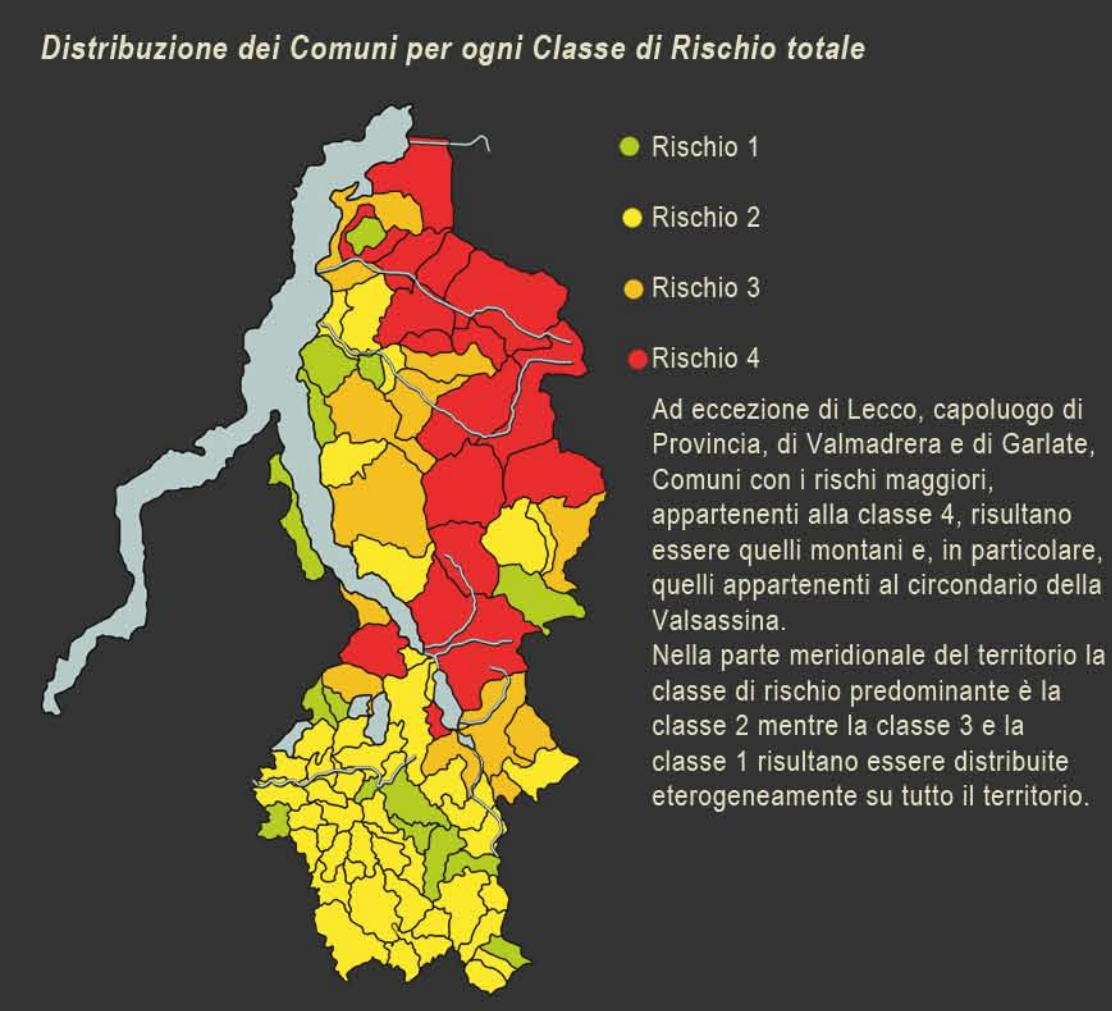 Distribuzione dei Comuni per ogni Classe di Rischio totale
Rischio 1
Rischio 2
Rischio 3
Rischio 4
Ad eccezione di Lecco, capoluogo di
Provincia, di Valmadrera e di Garlate,
Comuni con i rischi maggiori,
appartenenti alla classe 4, risultano
essere quelli montani e, in particolare,
quelli appartenenti al circondario della
Valsassina.
Nella parte meridionale del territorio la
classe di rischio predominante è la
classe 2 mentre la classe 3 e la
classe 1 risultano essere distribuite
eterogeneamente su tutto il territorio.